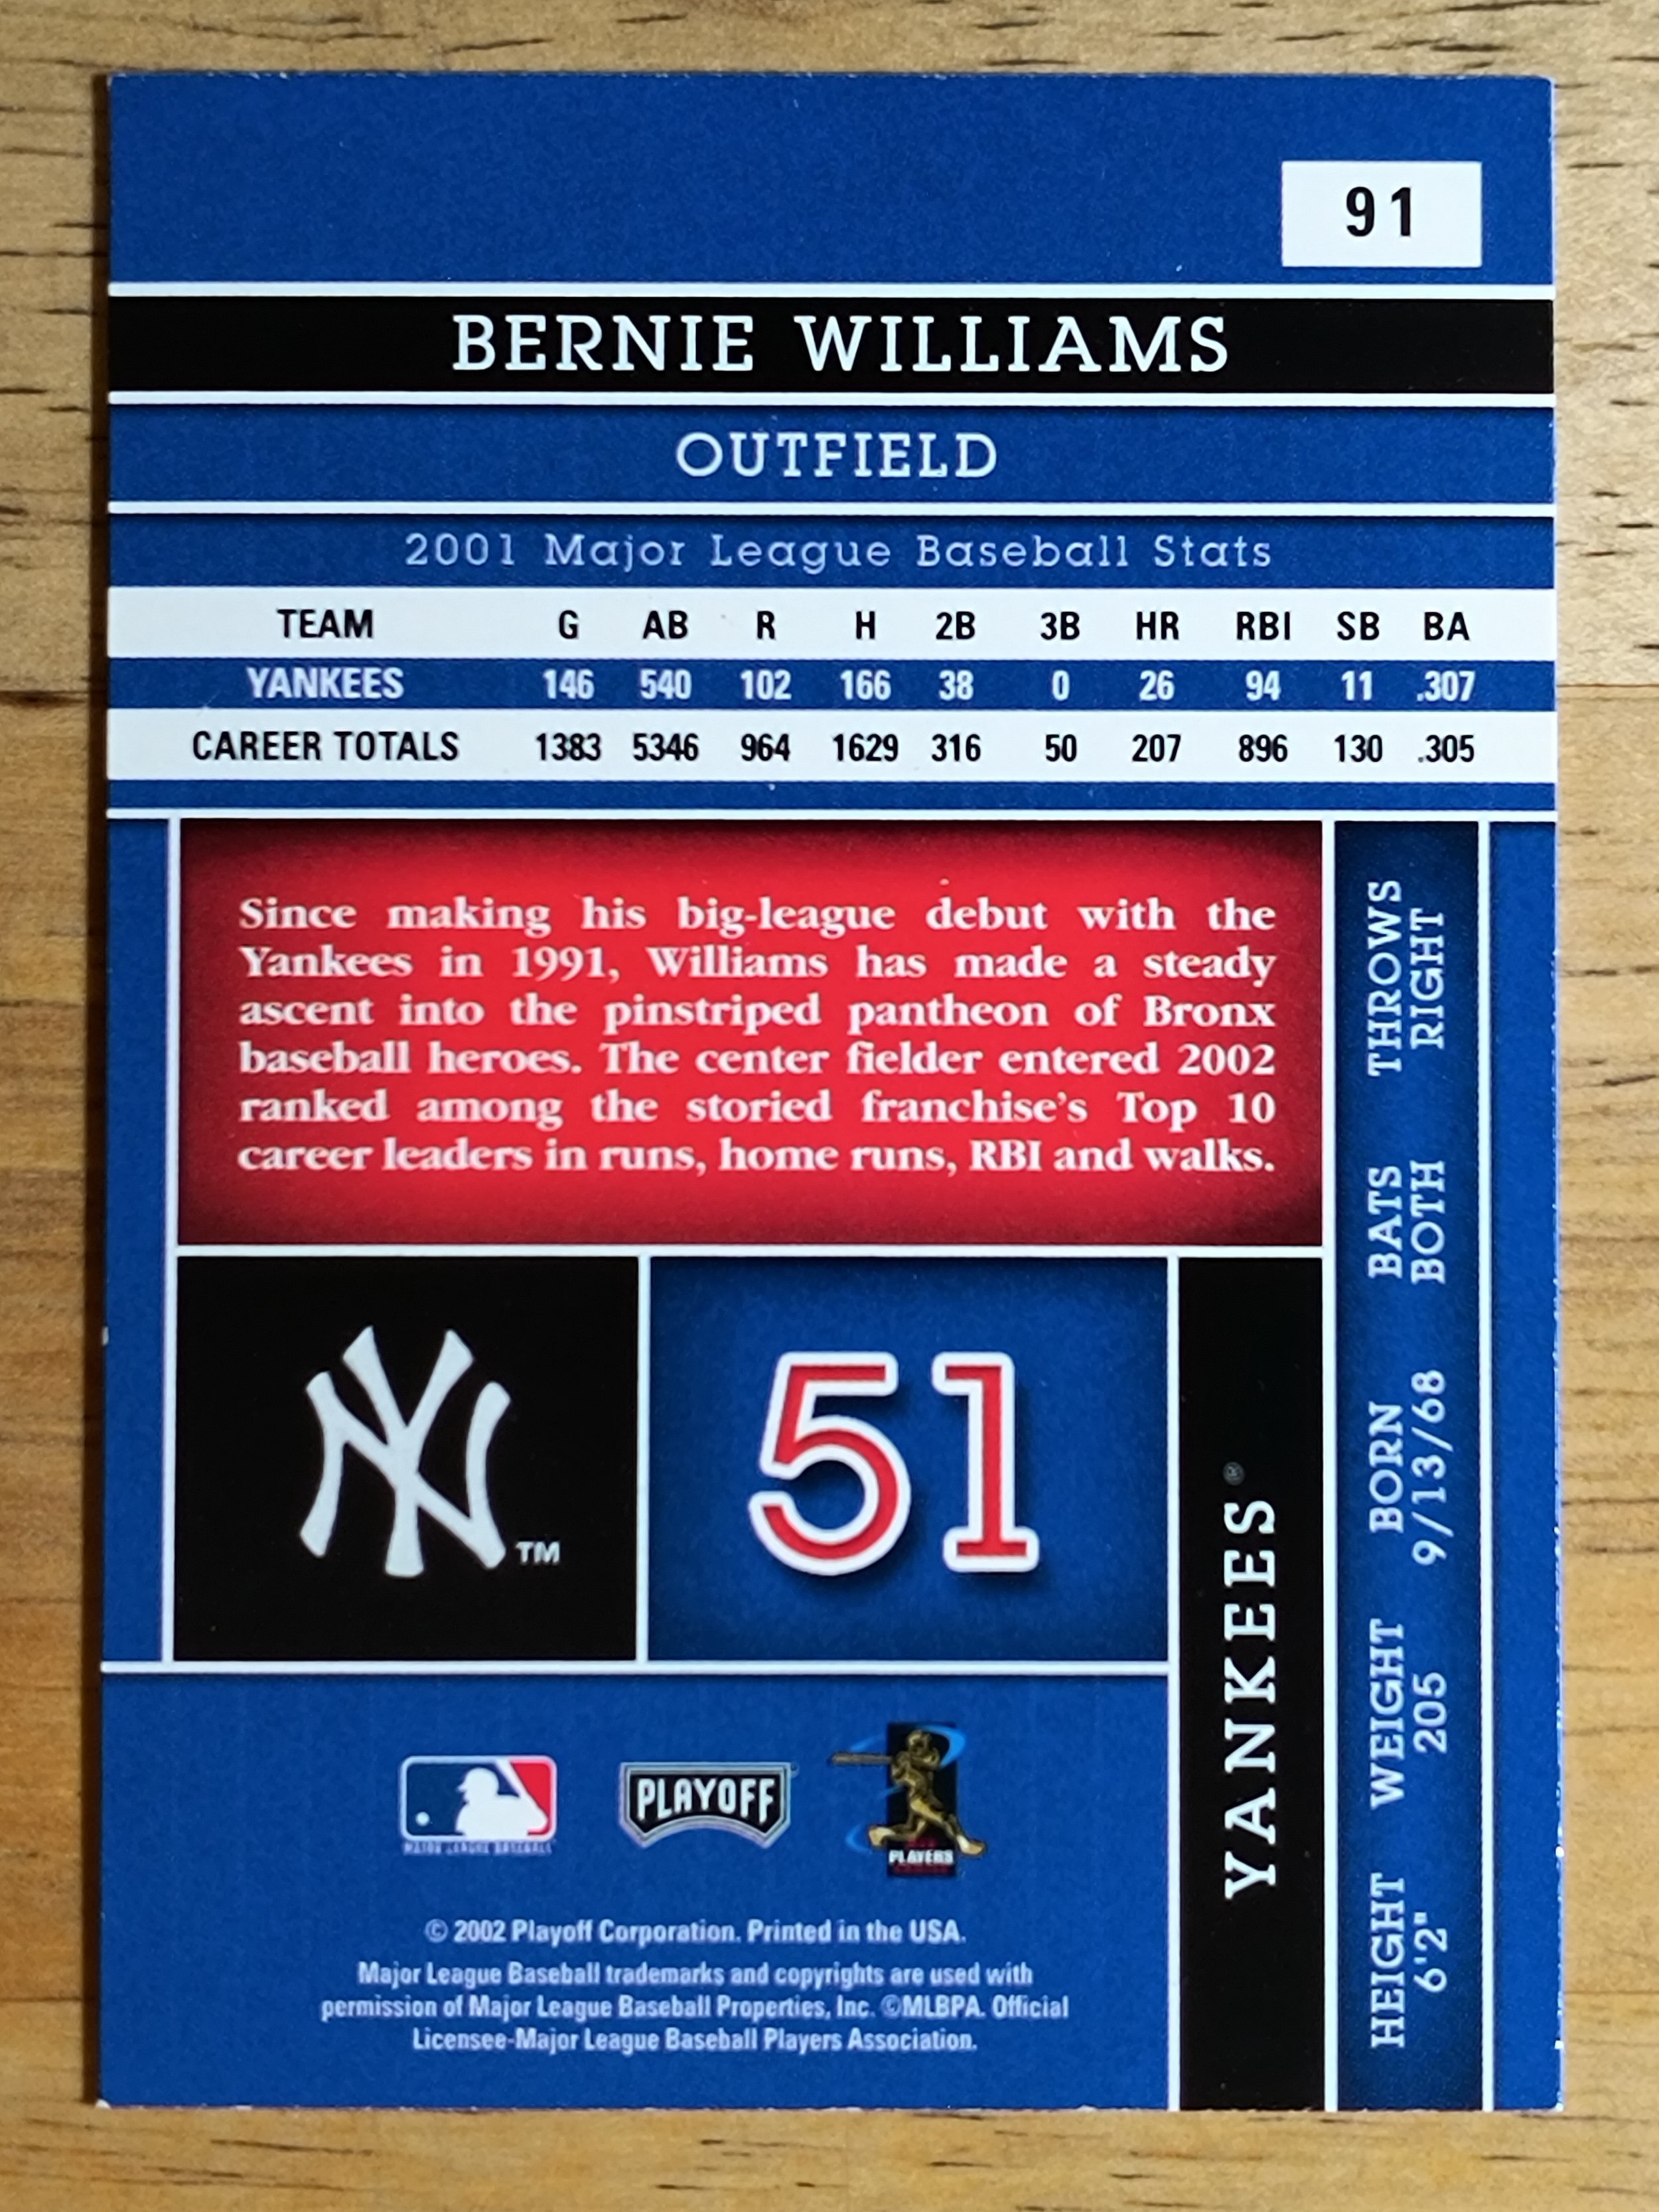 91
BERNIE WILLIAMS
OUTFIELD
2001 Major League Baseball Stats
TEAM G AB R H 2B 3B HR RBI SB BA
YANKEES 146 540 102 166 38 0 26 94 11 .307
CAREER TOTALS 1383 5346 964 1629 316 50 207 896 130 .305
Since making his big-league debut with the
Yankees in 1991, Williams has made a steady
ascent into the pinstriped pantheon of Bronx
baseball heroes. The center fielder entered 2002
ranked among the storied franchise's Top 10
career leaders in runs, home runs, RBI and walks.
HEIGHT WEIGHT BORN BATS THROWS
6'2" 205 9/13/68 BOTH RIGHT
NY TM
51
YANKEES®
MAJOR LEAGUE BASEBALL
PLAYOFF
PLAYERS
© 2002 Playoff Corporation. Printed in the USA.
Major League Baseball trademarks and copyrights are used with
permission of Major League Baseball Properties, Inc. ©MLBPA. Official
Licensee-Major League Baseball Players Association.